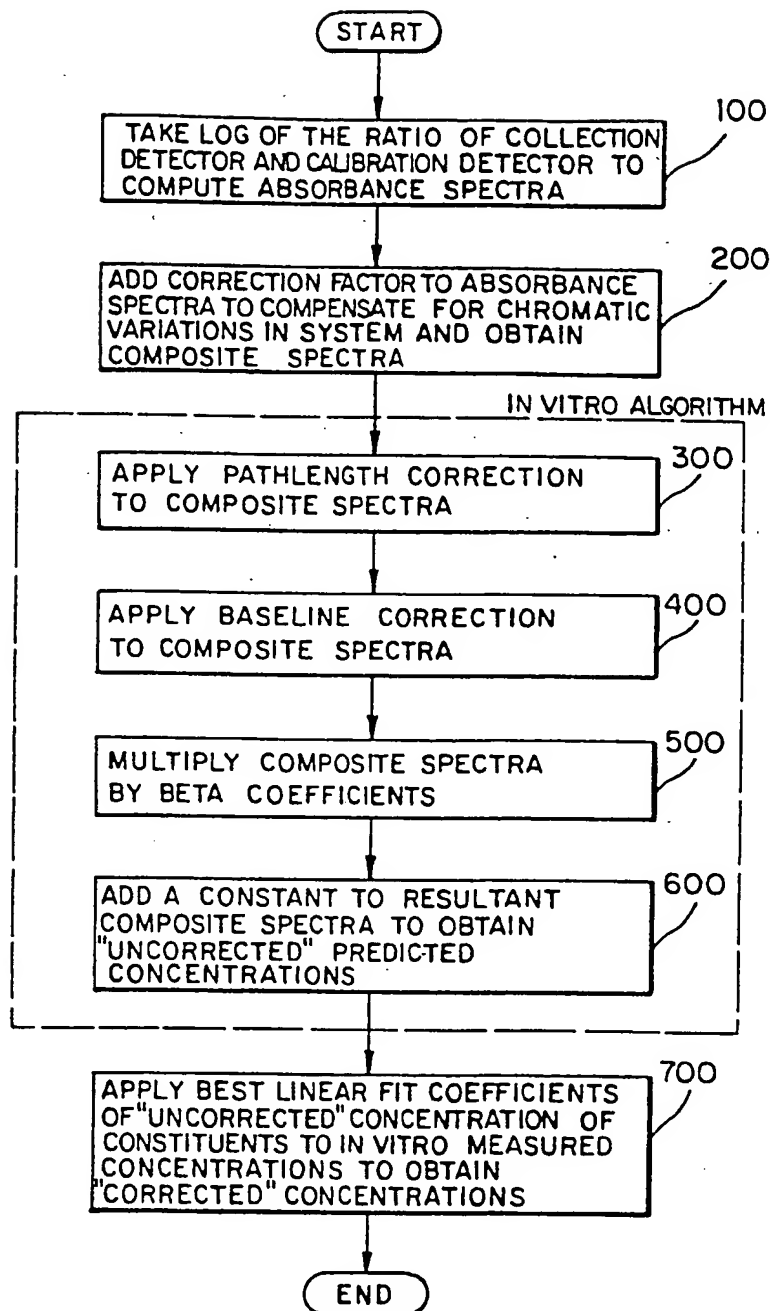 START
100
TAKE LOG OF THE RATIO OF COLLECTION
DETECTOR AND CALIBRATION DETECTOR TO
COMPUTE ABSORBANCE SPECTRA
200
ADD CORRECTION FACTOR TO ABSORBANCE
SPECTRA TO COMPENSATE FOR CHROMATIC
VARIATIONS IN SYSTEM AND OBTAIN
COMPOSITE SPECTRA
IN VITRO ALGORITHM
300
APPLY PATHLENGTH CORRECTION
TO COMPOSITE SPECTRA
400
APPLY BASELINE CORRECTION
TO COMPOSITE SPECTRA
500
MULTIPLY COMPOSITE SPECTRA
BY BETA COEFFICIENTS
600
ADD A CONSTANT TO RESULTANT
COMPOSITE SPECTRA TO OBTAIN
"UNCORRECTED" PREDICTED
CONCENTRATIONS
700
APPLY BEST LINEAR FIT COEFFICIENTS
OF "UNCORRECTED" CONCENTRATION OF
CONSTITUENTS TO IN VITRO MEASURED
CONCENTRATIONS TO OBTAIN
"CORRECTED" CONCENTRATIONS
END